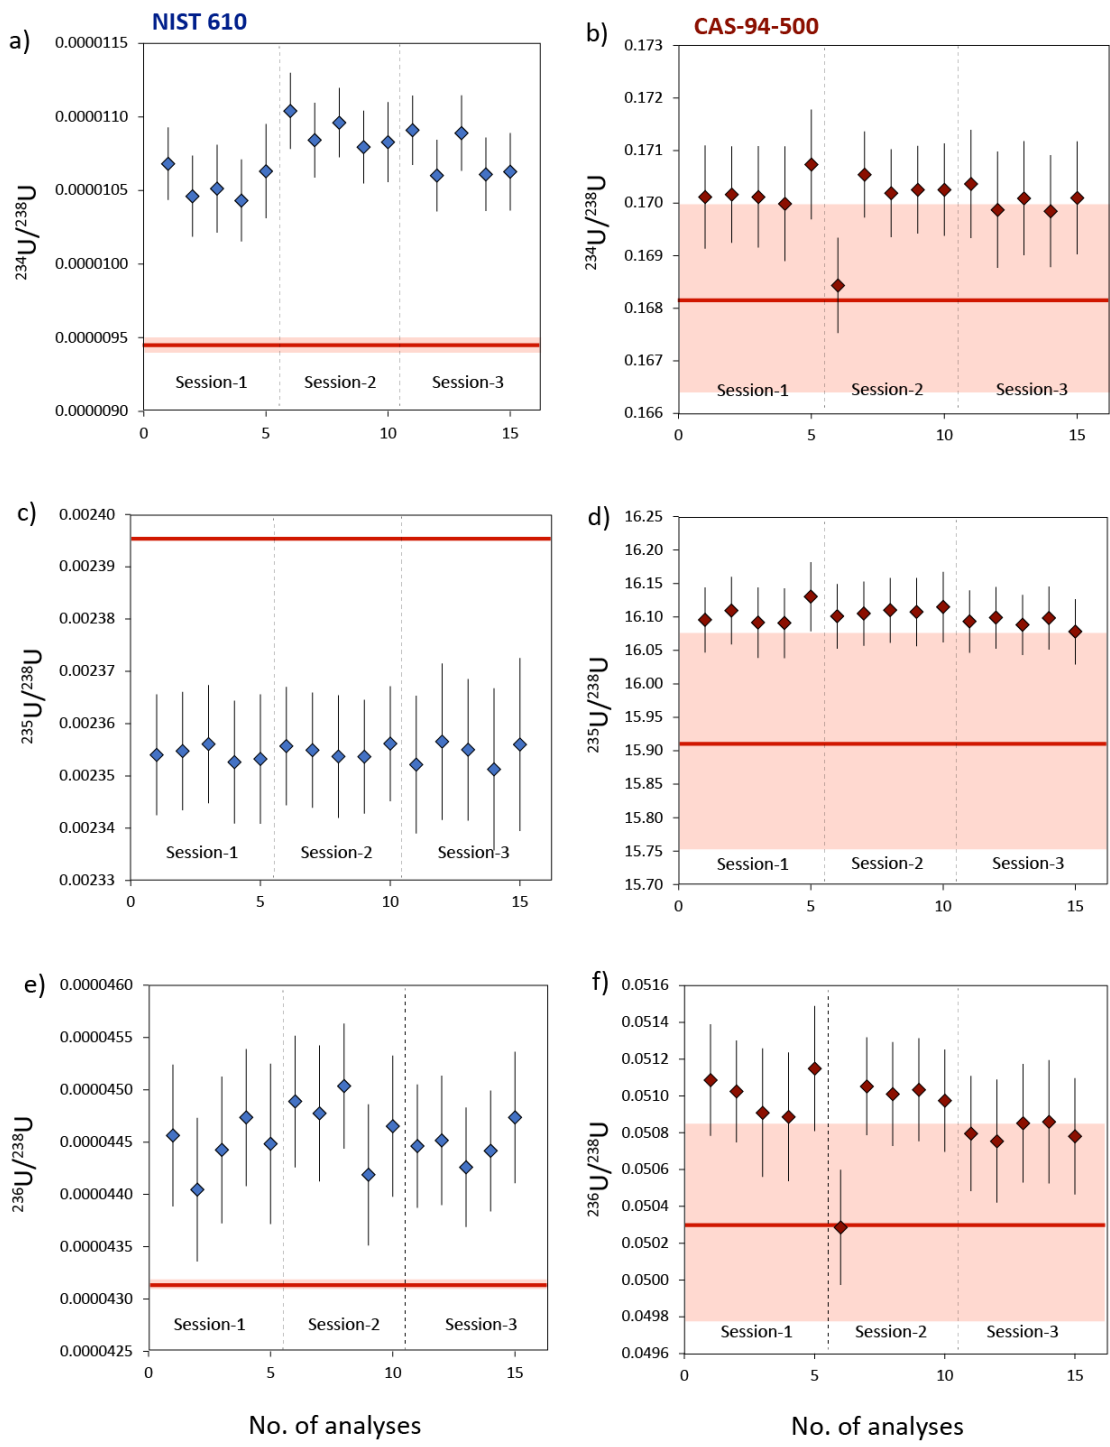 NIST 610
CAS-94-500
a)
0.0000115
0.0000110
0.0000105
0.0000100
0.0000095
0.0000090
234U/238U
Session-1
Session-2
Session-3
0
5
10
15
b)
0.173
0.172
0.171
0.170
0.169
0.168
0.167
0.166
234U/238U
Session-1
Session-2
Session-3
0
5
10
15
c)
0.00240
0.00239
0.00238
0.00237
0.00236
0.00235
0.00234
0.00233
235U/238U
Session-1
Session-2
Session-3
0
5
10
15
d)
16.25
16.20
16.15
16.10
16.05
16.00
15.95
15.90
15.85
15.80
15.75
15.70
235U/238U
Session-1
Session-2
Session-3
0
5
10
15
e)
0.0000460
0.0000455
0.0000450
0.0000445
0.0000440
0.0000435
0.0000430
0.0000425
236U/238U
Session-1
Session-2
Session-3
0
5
10
15
No. of analyses
f)
0.0516
0.0514
0.0512
0.0510
0.0508
0.0506
0.0504
0.0502
0.0500
0.0498
0.0496
236U/238U
Session-1
Session-2
Session-3
0
5
10
15
No. of analyses